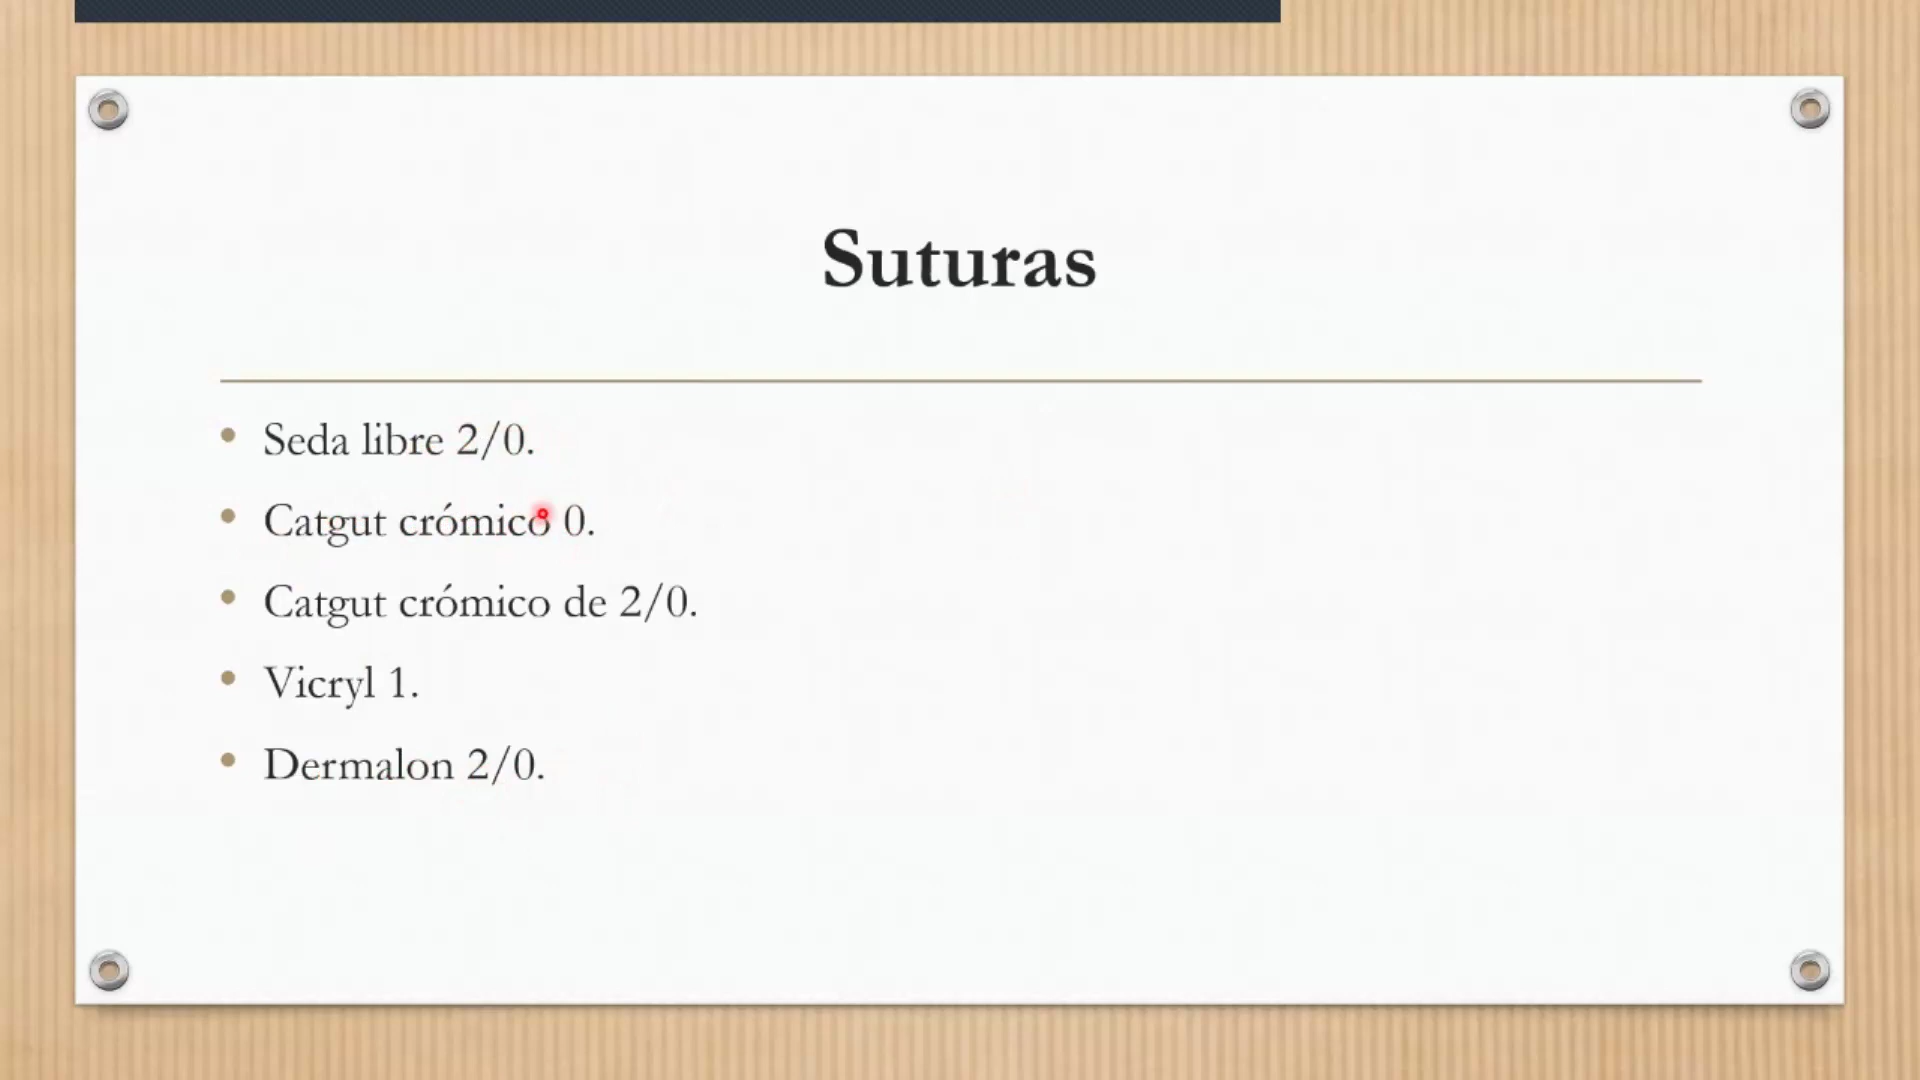 Suturas
Seda libre 2/0.
Catgut crómico 0.
Catgut crómico de 2/0.
Vicryl 1.
Dermalon 2/0.